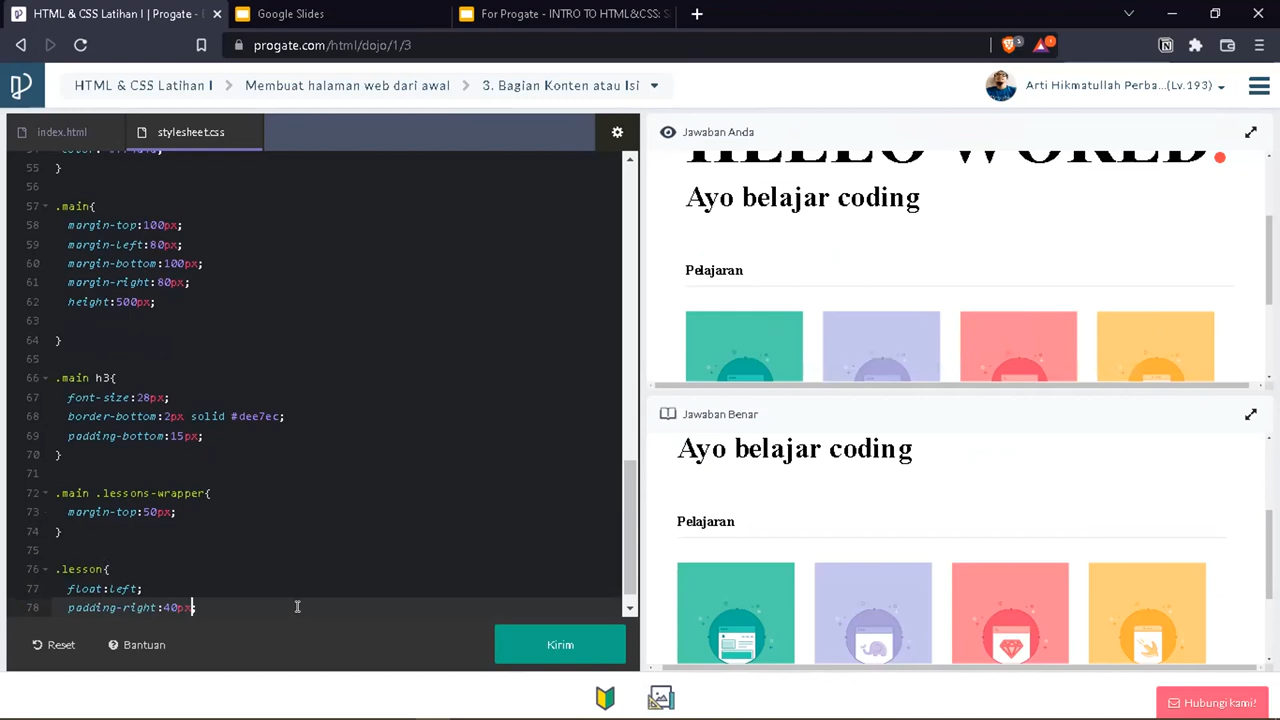 HTML & CSS Latihan I | Progate -
Google Slides
For Progate - INTRO TO HTML&CSS: S
progate.com/html/dojo/1/3
HTML & CSS Latihan I
Membuat halaman web dari awal
3. Bagian Konten atau Isi
Arti Hikmatullah Perba...(Lv.193)
index.html
stylesheet.css
Jawaban Anda
55 }
56
57 .main{
58 margin-top:100px;
59 margin-left:80px;
60 margin-bottom:100px;
61 margin-right:80px;
62 height:500px;
63
64 }
65
66 .main h3{
67 font-size:28px;
68 border-bottom:2px solid #dee7ec;
69 padding-bottom:15px;
70 }
71
72 .main .lessons-wrapper{
73 margin-top:50px;
74 }
75
76 .lesson{
77 float:left;
78 padding-right:40px;
HELLO WORLD.
Ayo belajar coding
Pelajaran
Jawaban Benar
Ayo belajar coding
Pelajaran
Reset
Bantuan
Kirim
Hubungi kami!